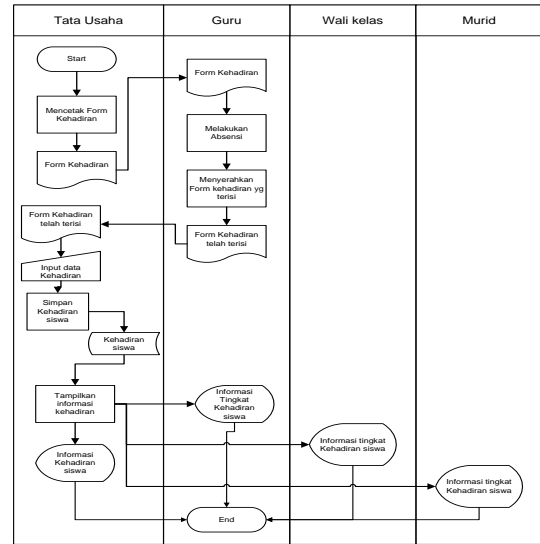 Tata Usaha
Guru
Wali kelas
Murid
Start
Mencetak Form
Kehadiran
Form Kehadiran
Form Kehadiran
Melakukan
Absensi
Menyerahkan
Form kehadiran yg
terisi
Form Kehadiran
telah terisi
Form Kehadiran
telah terisi
Input data
Kehadiran
Simpan
Kehadiran
siswa
Kehadiran
siswa
Tampilkan
informasi
kehadiran
Informasi
Tingkat
Kehadiran
siswa
Informasi tingkat
Kehadiran siswa
Informasi
Kehadiran
siswa
Informasi tingkat
Kehadiran siswa
End